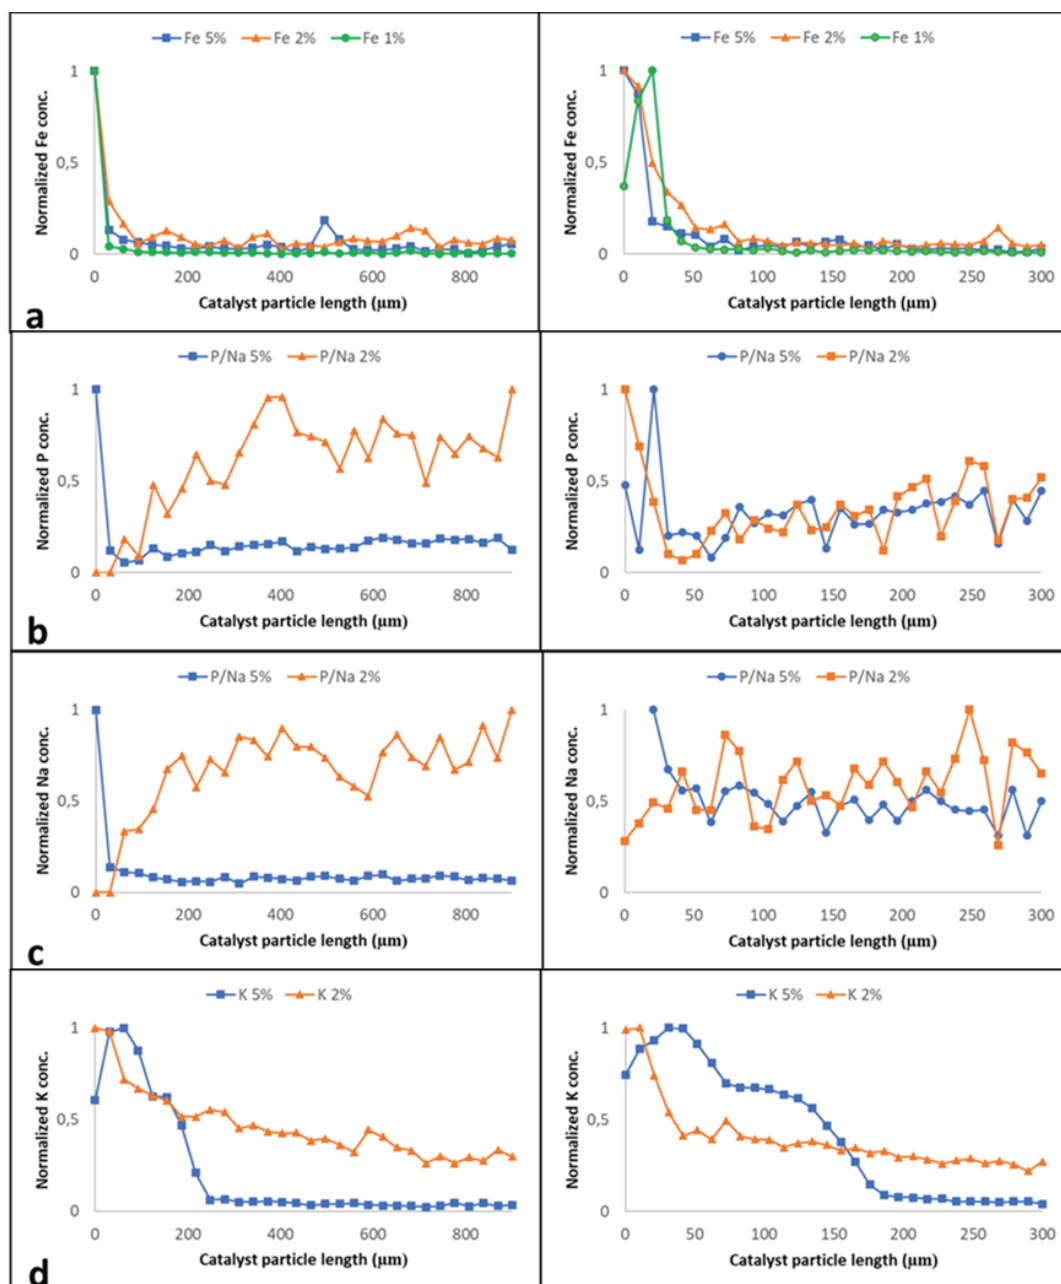 Fe 5% Fe 2% Fe 1%
1
0,5
0
Normalized Fe conc.
0 200 400 600 800
Catalyst particle length (µm)
a
Fe 5% Fe 2% Fe 1%
1
0,5
0
Normalized Fe conc.
0 50 100 150 200 250 300
Catalyst particle length (µm)
P/Na 5% P/Na 2%
1
0,5
0
Normalized P conc.
0 200 400 600 800
Catalyst particle length (µm)
b
P/Na 5% P/Na 2%
1
0,5
0
Normalized P conc.
0 50 100 150 200 250 300
Catalyst particle length (µm)
P/Na 5% P/Na 2%
1
0,5
0
Normalized Na conc.
0 200 400 600 800
Catalyst particle length (µm)
c
P/Na 5% P/Na 2%
1
0,5
0
Normalized Na conc.
0 50 100 150 200 250 300
Catalyst particle length (µm)
K 5% K 2%
1
0,5
0
Normalized K conc.
0 200 400 600 800
Catalyst particle length (µm)
d
K 5% K 2%
1
0,5
0
Normalized K conc.
0 50 100 150 200 250 300
Catalyst particle length (µm)